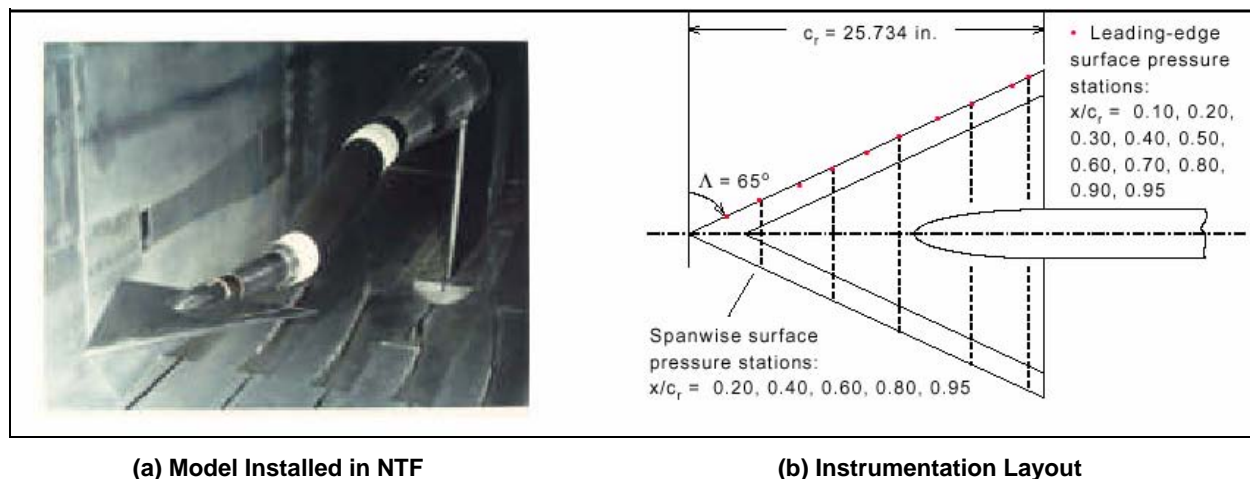 c_r = 25.734 in.
• Leading-edge
surface pressure
stations:
x/c_r = 0.10, 0.20,
0.30, 0.40, 0.50,
0.60, 0.70, 0.80,
0.90, 0.95
Λ = 65°
Spanwise surface
pressure stations:
x/c_r = 0.20, 0.40, 0.60, 0.80, 0.95
(a) Model Installed in NTF
(b) Instrumentation Layout